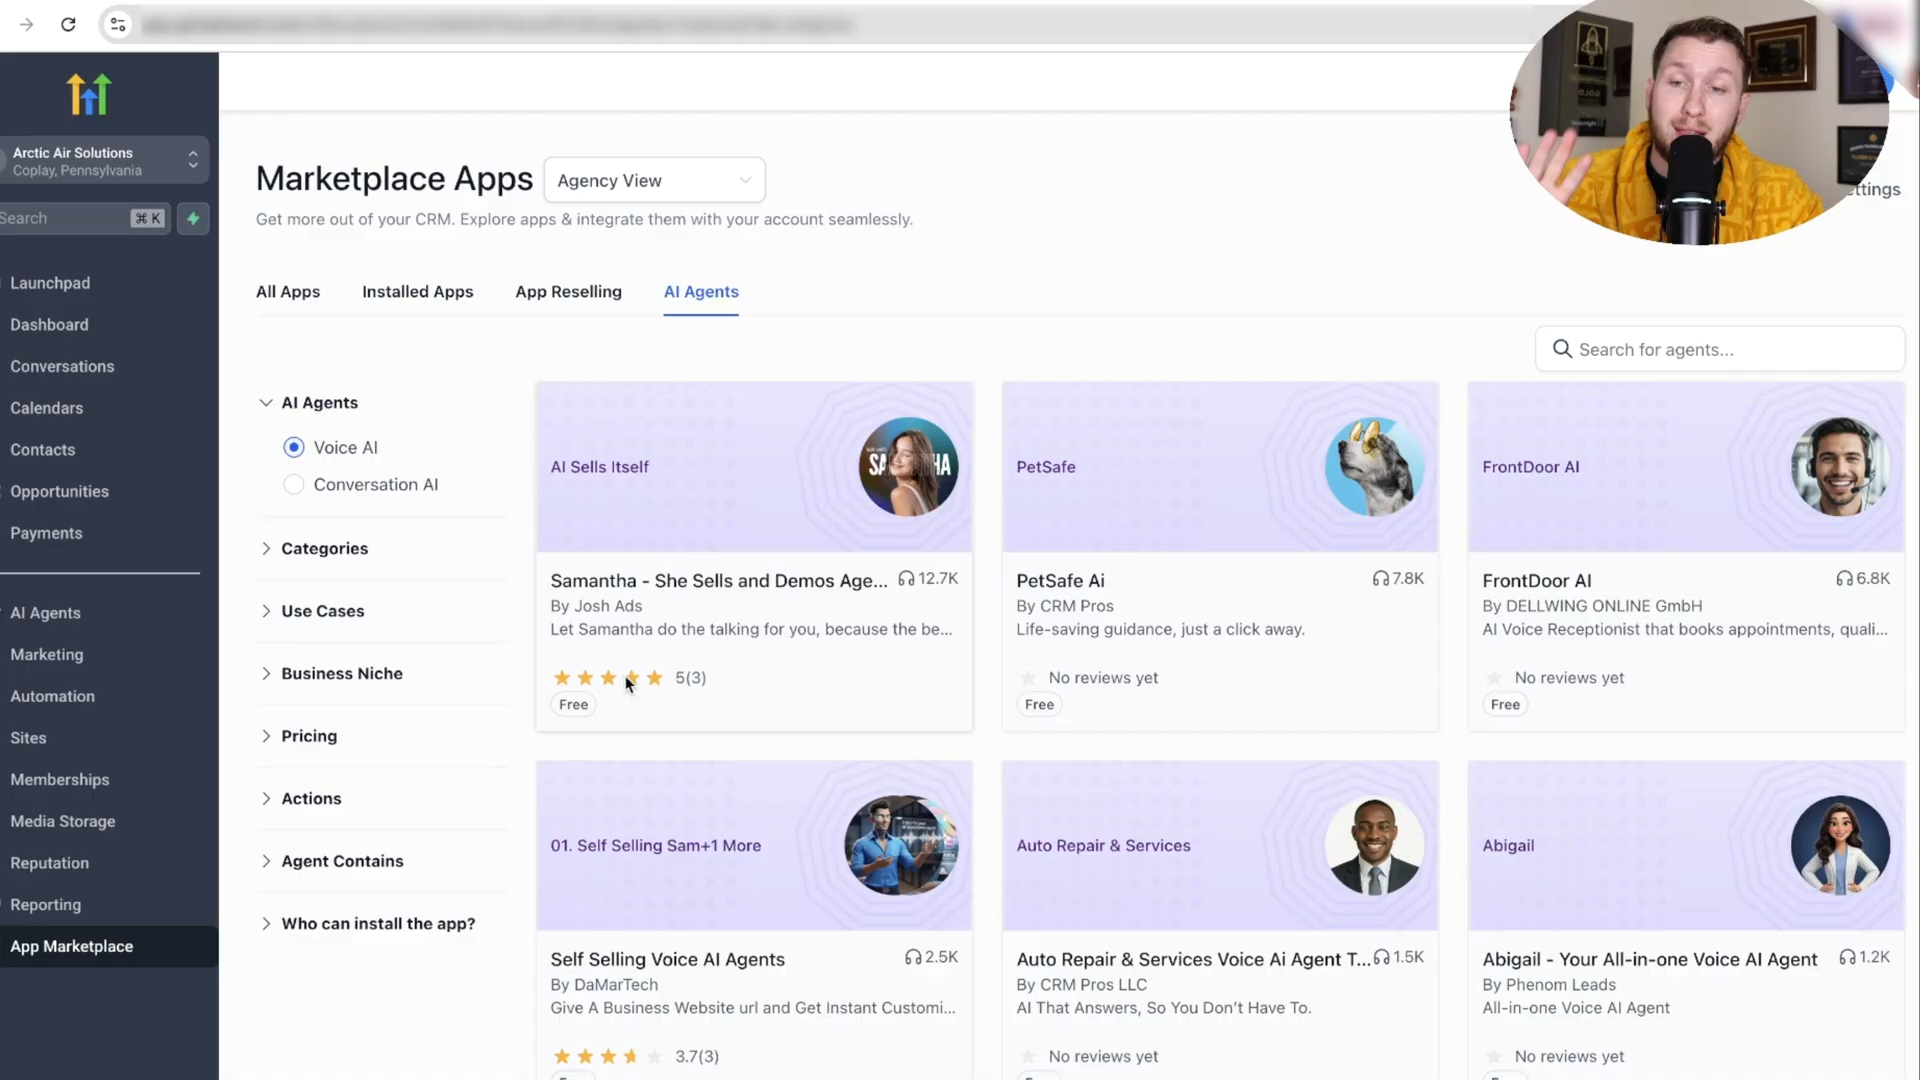 Arctic Air Solutions
Coplay, Pennsylvania
Search
⌘ K
Launchpad
Dashboard
Conversations
Calendars
Contacts
Opportunities
Payments
AI Agents
Marketing
Automation
Sites
Memberships
Media Storage
Reputation
Reporting
App Marketplace
Marketplace Apps
Agency View
Get more out of your CRM. Explore apps & integrate them with your account seamlessly.
ettings
All Apps
Installed Apps
App Reselling
AI Agents
Search for agents...
AI Agents
Voice AI
Conversation AI
Categories
Use Cases
Business Niche
Pricing
Actions
Agent Contains
Who can install the app?
AI Sells Itself
Samantha - She Sells and Demos Age... 12.7K
By Josh Ads
Let Samantha do the talking for you, because the be...
5(3)
Free
PetSafe
PetSafe Ai 7.8K
By CRM Pros
Life-saving guidance, just a click away.
No reviews yet
Free
FrontDoor AI
FrontDoor AI 6.8K
By DELLWING ONLINE GmbH
AI Voice Receptionist that books appointments, quali...
No reviews yet
Free
01. Self Selling Sam+1 More
Self Selling Voice AI Agents 2.5K
By DaMarTech
Give A Business Website url and Get Instant Customi...
3.7(3)
Auto Repair & Services
Auto Repair & Services Voice Ai Agent T... 1.5K
By CRM Pros LLC
AI That Answers, So You Don't Have To.
No reviews yet
Abigail
Abigail - Your All-in-one Voice AI Agent 1.2K
By Phenom Leads
All-in-one Voice AI Agent
No reviews yet